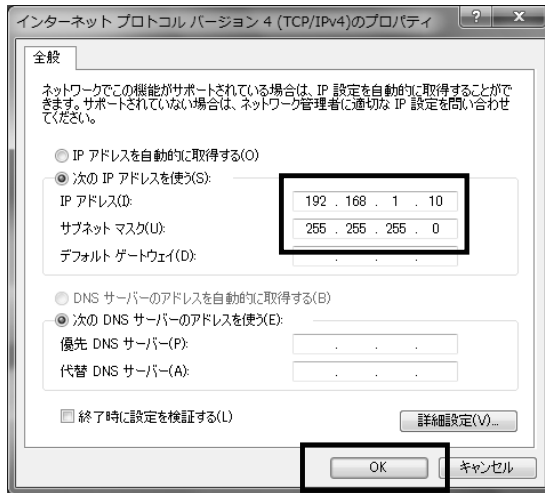 インターネット プロトコル バージョン 4 (TCP/IPv4)のプロパティ
全般
ネットワークでこの機能がサポートされている場合は、IP 設定を自動的に取得することがで
きます。サポートされていない場合は、ネットワーク管理者に適切な IP 設定を問い合わせ
てください。
IP アドレスを自動的に取得する(O)
次の IP アドレスを使う(S):
IP アドレス(I): 192 . 168 . 1 . 10
サブネット マスク(U): 255 . 255 . 255 . 0
デフォルト ゲートウェイ(D): . . .
DNS サーバーのアドレスを自動的に取得する(B)
次の DNS サーバーのアドレスを使う(E):
優先 DNS サーバー(P): . . .
代替 DNS サーバー(A): . . .
終了時に設定を検証する(L)
詳細設定(V)...
OK キャンセル